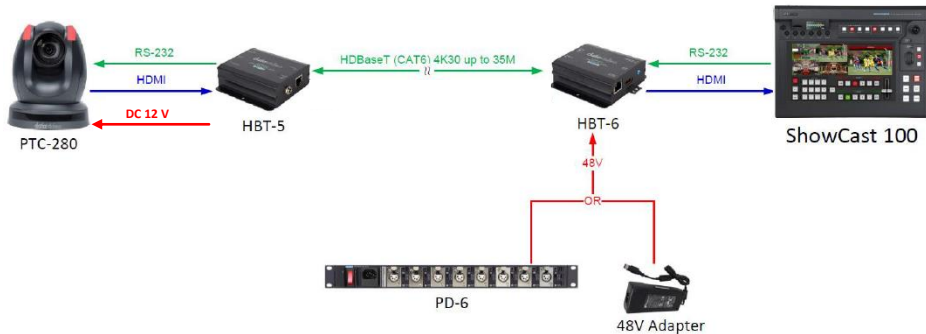 RS-232
HDMI
DC 12 V
PTC-280
HBT-5
HDBaseT (CAT6) 4K30 up to 35M
HBT-6
RS-232
HDMI
ShowCast 100
48V
OR
PD-6
48V Adapter